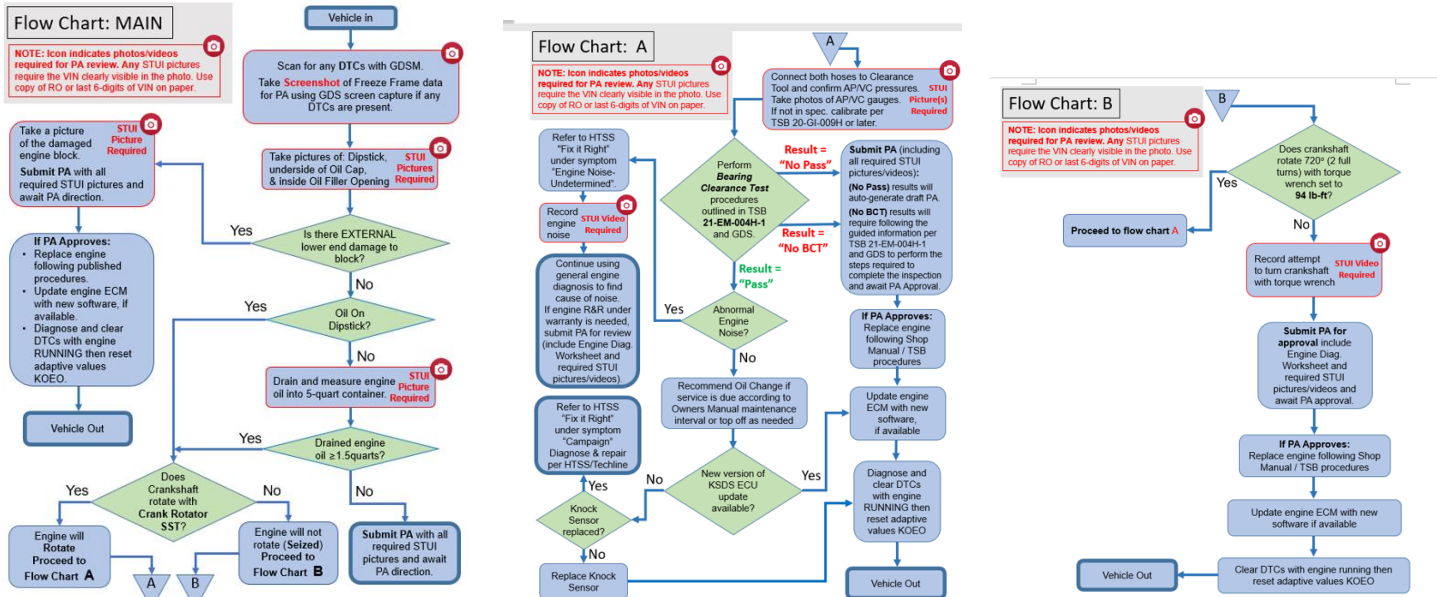 Flow Chart: MAIN
NOTE: Icon indicates photos/videos
required for PA review. Any STUI pictures
require the VIN clearly visible in the photo. Use
copy of RO or last 6-digits of VIN on paper.
Vehicle in
Scan for any DTCs with GDSM.
Take Screenshot of Freeze Frame data
for PA using GDS screen capture if any
DTCs are present.
Take pictures of: Dipstick,
underside of Oil Cap,
& inside Oil Filler Opening
STUI
Pictures
Required
Take a picture
of the damaged
engine block.
Submit PA with all
required STUI pictures and
await PA direction.
STUI
Picture
Required
Is there EXTERNAL
lower end damage to
block?
Yes
No
If PA Approves:
• Replace engine
following published
procedures.
• Update engine ECM
with new software, if
available.
• Diagnose and clear
DTCs with engine
RUNNING then reset
adaptive values
KOEO.
Vehicle Out
Oil On
Dipstick?
Yes
No
Drain and measure engine
oil into 5-quart container.
STUI
Picture
Required
Drained engine
oil ≥1.5quarts?
Yes
No
Does
Crankshaft
rotate with
Crank Rotator
SST?
Yes
No
Engine will
Rotate
Proceed to
Flow Chart A
Engine will not
rotate (Seized)
Proceed to
Flow Chart B
Submit PA with all
required STUI
pictures and await
PA direction.
A
B
Flow Chart: A
NOTE: Icon indicates photos/videos
required for PA review. Any STUI pictures
require the VIN clearly visible in the photo. Use
copy of RO or last 6-digits of VIN on paper.
A
Connect both hoses to Clearance
Tool and confirm AP/VC pressures.
Take photos of AP/VC gauges.
If not in spec. calibrate per
TSB 20-GI-009H or later.
STUI
Picture(s)
Required
Refer to HTSS
"Fix it Right"
under symptom
"Engine Noise-
Undetermined".
Record
engine
noise
STUI Video
Required
Continue using
general engine
diagnosis to find
cause of noise.
If engine R&R under
warranty is needed,
submit PA for review
(include Engine Diag.
Worksheet and
required STUI
pictures/videos).
Perform
Bearing
Clearance Test
procedures
outlined in TSB
21-EM-004H-1
and GDS.
Result =
"No Pass"
Result =
"No BCT"
Result =
"Pass"
Submit PA (including
all required STUI
pictures/videos):
(No Pass) results will
auto-generate draft PA.
(No BCT) results will
require following the
guided information per
TSB 21-EM-004H-1
and GDS to perform the
steps required to
complete the inspection
and await PA Approval.
Abnormal
Engine
Noise?
Yes
No
If PA Approves:
Replace engine
following Shop
Manual / TSB
procedures
Recommend Oil Change if
service is due according to
Owners Manual maintenance
interval or top off as needed
Update engine
ECM with new
software,
if available
Refer to HTSS
"Fix it Right"
under symptom
"Campaign"
Diagnose & repair
per HTSS/Techline
New version of
KSDS ECU
update
available?
No
Yes
Yes
Knock
Sensor
replaced?
No
Replace Knock
Sensor
Diagnose and
clear DTCs
with engine
RUNNING then
reset adaptive
values KOEO
Vehicle Out
Flow Chart: B
NOTE: Icon indicates photos/videos
required for PA review. Any STUI pictures
require the VIN clearly visible in the photo. Use
copy of RO or last 6-digits of VIN on paper.
B
Does crankshaft
rotate 720° (2 full
turns) with torque
wrench set to
94 lb-ft?
Yes
No
Proceed to flow chart A
Record attempt
to turn crankshaft
with torque wrench
STUI Video
Required
Submit PA for
approval include
Engine Diag.
Worksheet and
required STUI
pictures/videos and
await PA approval.
If PA Approves:
Replace engine following Shop
Manual / TSB procedures
Update engine ECM with new
software if available
Clear DTCs with engine running then
reset adaptive values KOEO
Vehicle Out